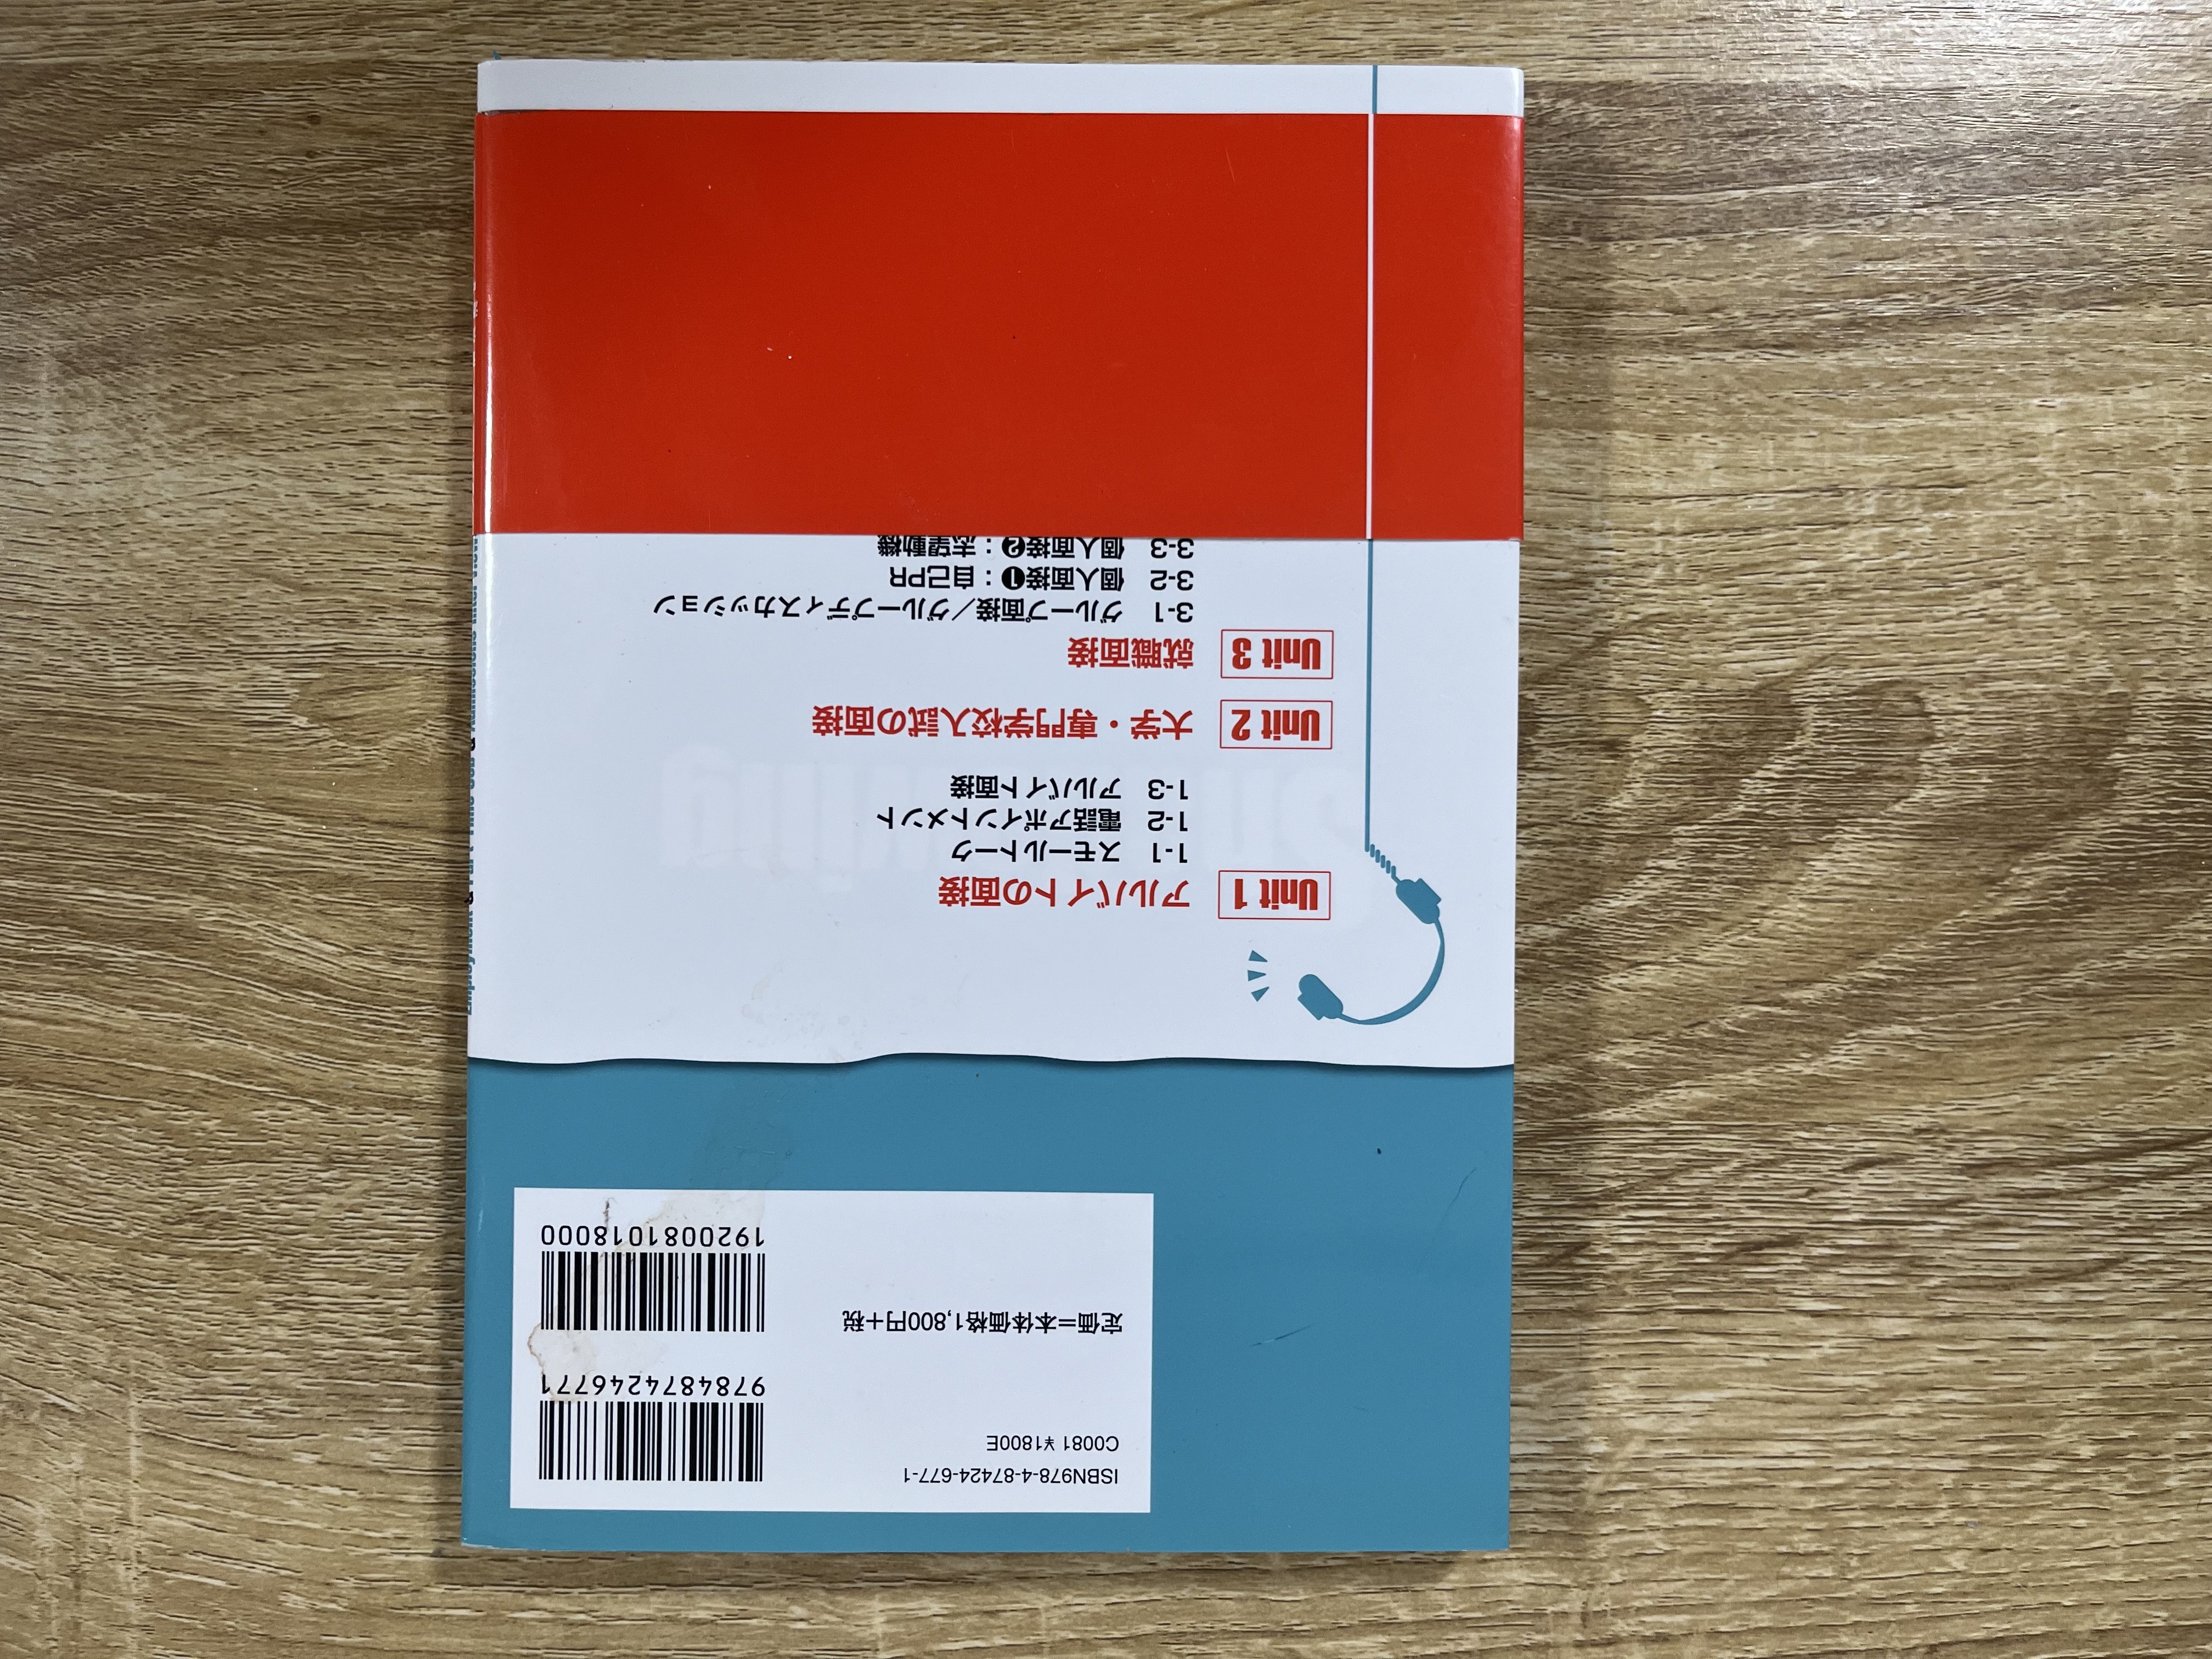 ISBN978-4-87424-677-1
C0081 ¥1800E
9784874246771
定価＝本体価格1,800円＋税
1920081018000
Unit 1 アルバイトの面接
1-1 スモールトーク
1-2 電話アポイントメント
1-3 アルバイト面接
Unit 2 大学・専門学校入試の面接
Unit 3 就職面接
3-1 グループ面接／グループディスカッション
3-2 個人面接❶：自己PR
3-3 個人面接❷：志望動機